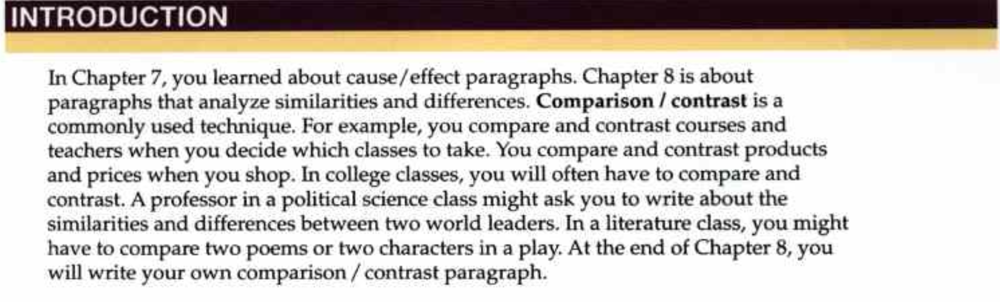 INTRODUCTION
In Chapter 7, you learned about cause/effect paragraphs. Chapter 8 is about
paragraphs that analyze similarities and differences. Comparison / contrast is a
commonly used technique. For example, you compare and contrast courses and
teachers when you decide which classes to take. You compare and contrast products
and prices when you shop. In college classes, you will often have to compare and
contrast. A professor in a political science class might ask you to write about the
similarities and differences between two world leaders. In a literature class, you might
have to compare two poems or two characters in a play. At the end of Chapter 8, you
will write your own comparison / contrast paragraph.